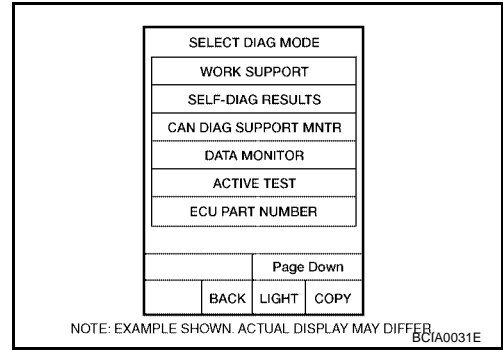 SELECT DIAG MODE
WORK SUPPORT
SELF-DIAG RESULTS
CAN DIAG SUPPORT MNTR
DATA MONITOR
ACTIVE TEST
ECU PART NUMBER
Page Down
BACK LIGHT COPY
NOTE: EXAMPLE SHOWN. ACTUAL DISPLAY MAY DIFFER.
BCIA0031E